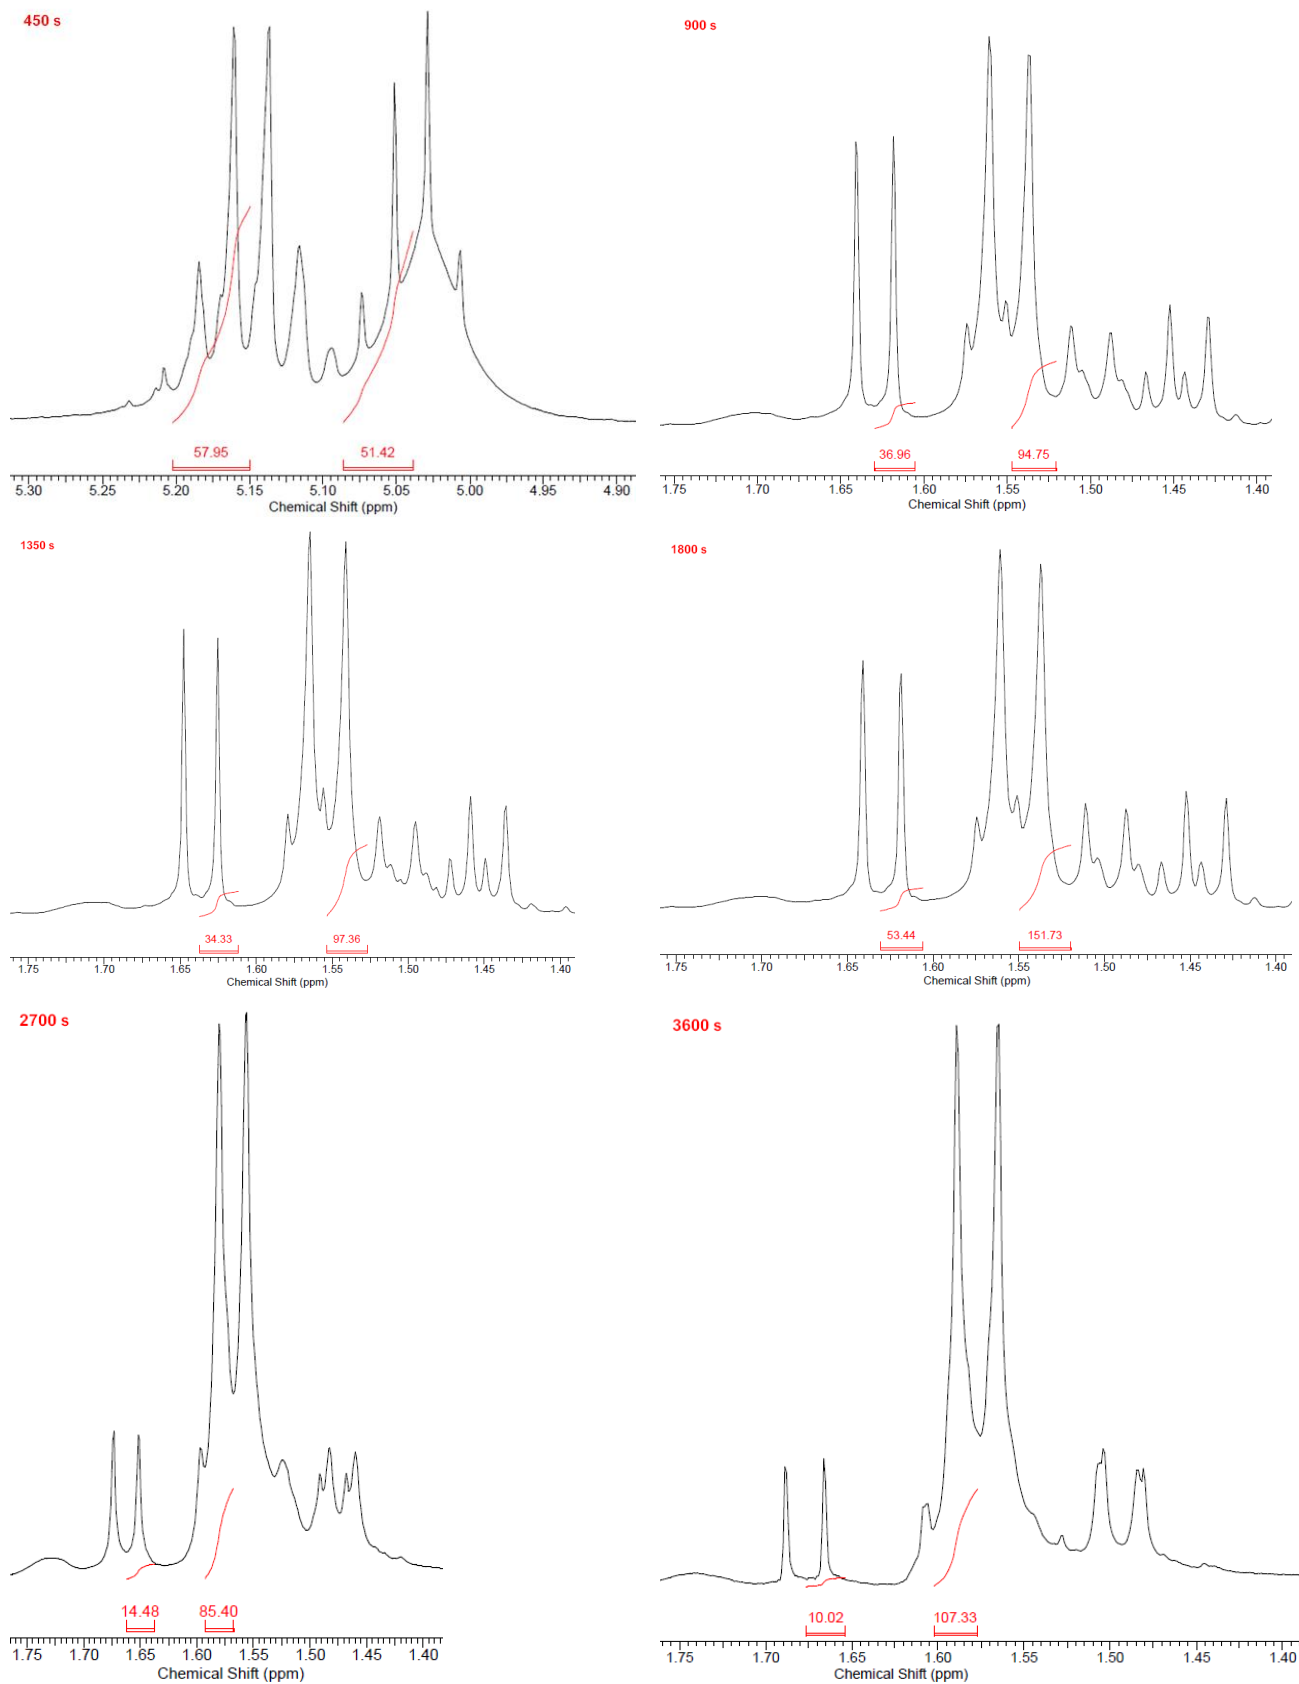 450 s
57.95 51.42
5.30 5.25 5.20 5.15 5.10 5.05 5.00 4.95 4.90
Chemical Shift (ppm)
900 s
36.96 94.75
1.75 1.70 1.65 1.60 1.55 1.50 1.45 1.40
Chemical Shift (ppm)
1350 s
34.33 97.36
1.75 1.70 1.65 1.60 1.55 1.50 1.45 1.40
Chemical Shift (ppm)
1800 s
53.44 151.73
1.75 1.70 1.65 1.60 1.55 1.50 1.45 1.40
Chemical Shift (ppm)
2700 s
14.48 85.40
1.75 1.70 1.65 1.60 1.55 1.50 1.45 1.40
Chemical Shift (ppm)
3600 s
10.02 107.33
1.75 1.70 1.65 1.60 1.55 1.50 1.45 1.40
Chemical Shift (ppm)